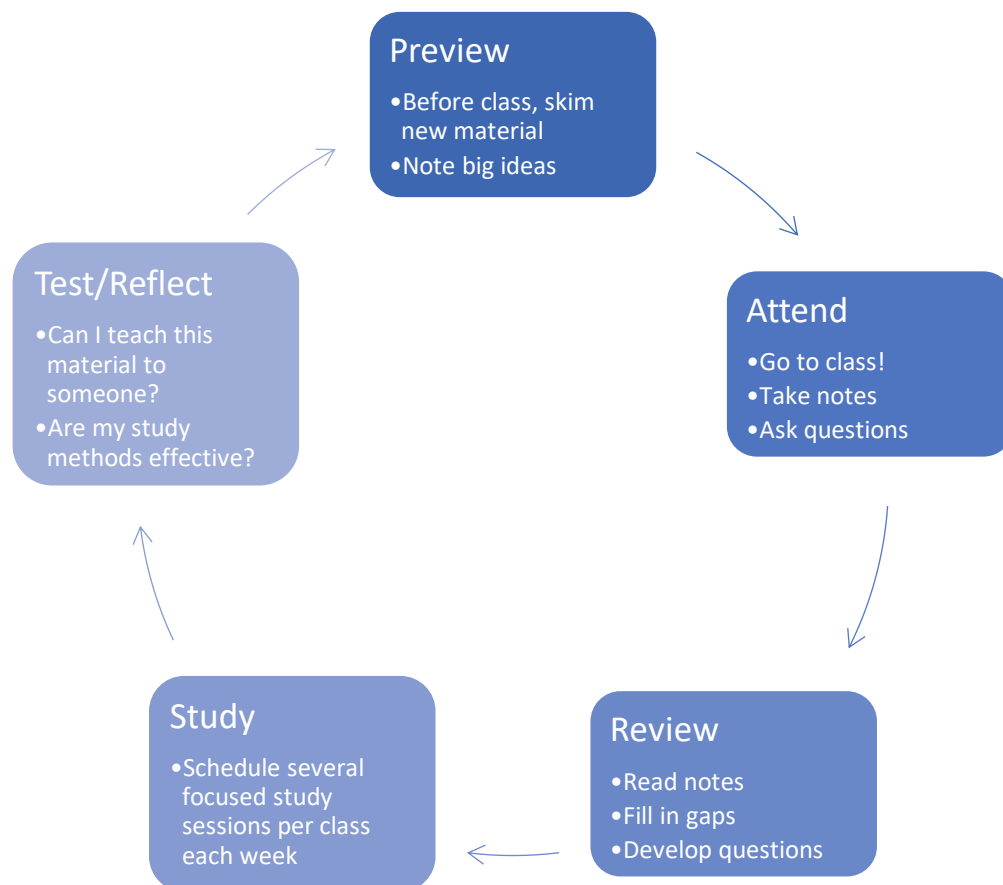 Preview
•Before class, skim
new material
•Note big ideas
Attend
•Go to class!
•Take notes
•Ask questions
Review
•Read notes
•Fill in gaps
•Develop questions
Study
•Schedule several
focused study
sessions per class
each week
Test/Reflect
•Can I teach this
material to
someone?
•Are my study
methods effective?